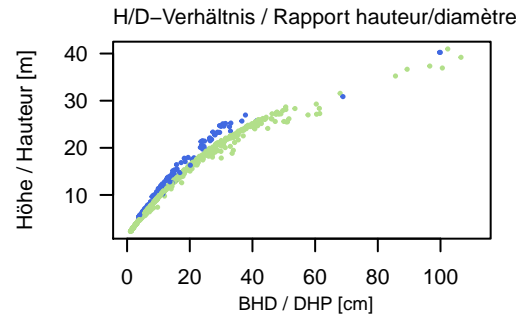 H/D−Verhältnis / Rapport hauteur/diamètre
Höhe / Hauteur [m]
40
30
20
10
0 20 40 60 80 100
BHD / DHP [cm]